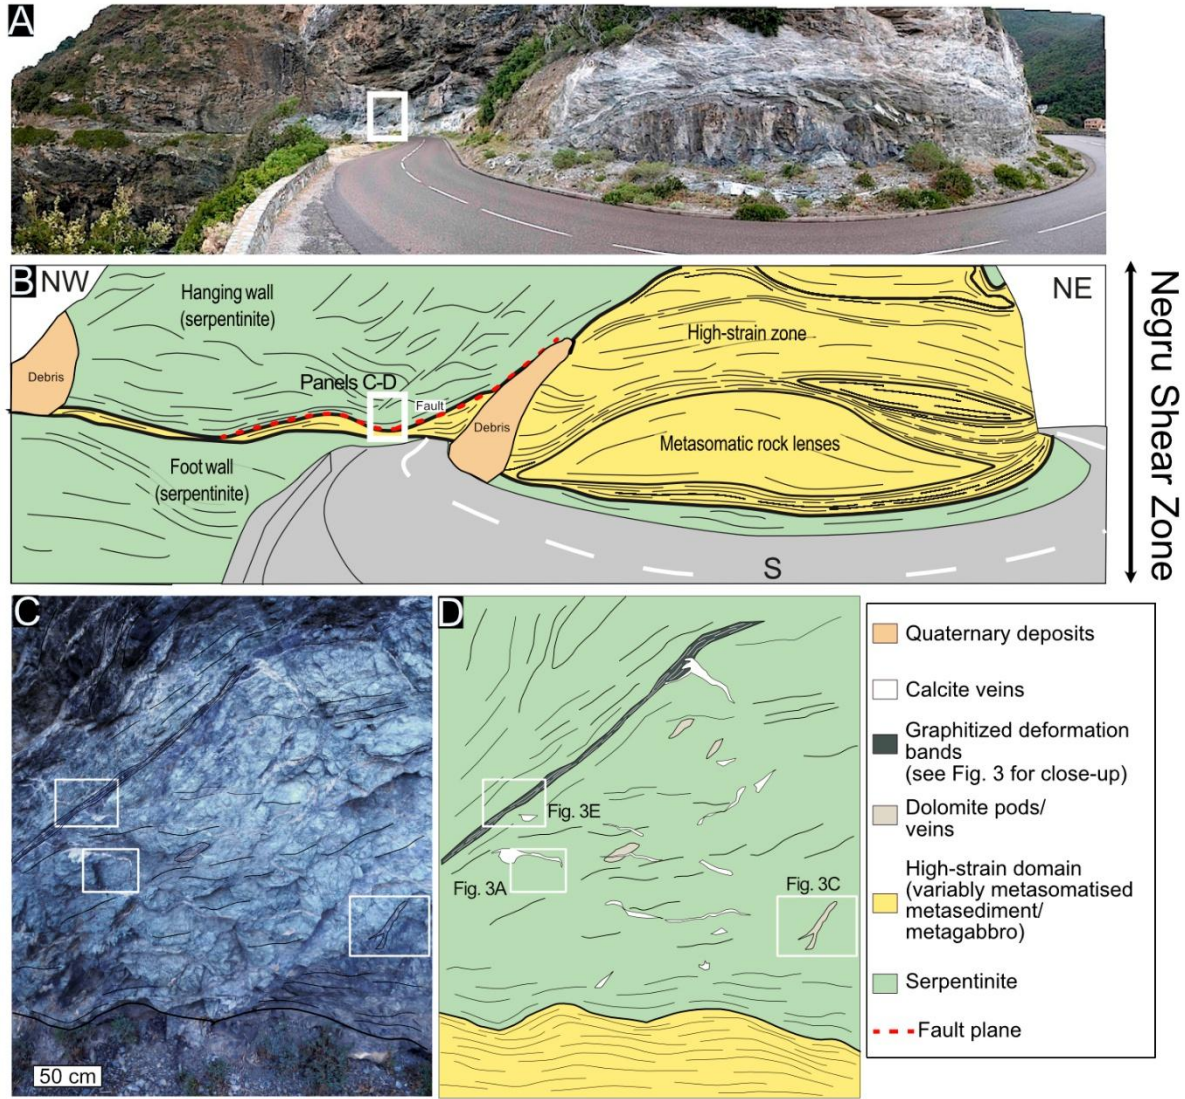 A
B
NW
NE
Hanging wall
(serpentinite)
High-strain zone
Debris
Panels C-D
Fault
Debris
Metasomatic rock lenses
Foot wall
(serpentinite)
S
Negru Shear Zone
C
50 cm
D
Fig. 3E
Fig. 3A
Fig. 3C
Quaternary deposits
Calcite veins
Graphitized deformation
bands
(see Fig. 3 for close-up)
Dolomite pods/
veins
High-strain domain
(variably metasomatised
metasediment/
metagabbro)
Serpentinite
Fault plane